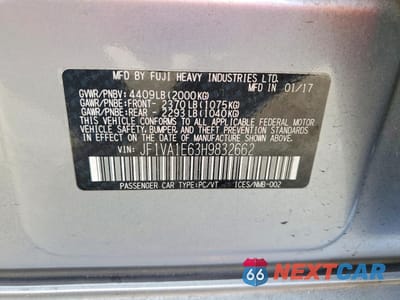 MFD BY FUJI HEAVY INDUSTRIES LTD.
GVWR/PNBV: 4409LB(2000KG) M/IN 01/17
GAWR/PNBE:FRONT- 2370LB(1075KG)
GAWR/PNBE:REAR - 2293LB(1040KG)
THIS VEHICLE CONFORMS TO ALL APPLICABLE
FEDERAL MOTOR VEHICLE SAFETY, BUMPER,
AND THEFT PREVENTION STANDARDS IN EFFECT
ON THE DATE OF MANUFACTURE SHOWN ABOVE.
VIN: JF1VA1E63H9832662
PASSENGER CAR TYPE:PC/VT ICES/NMB-002
66 NEXTCAR